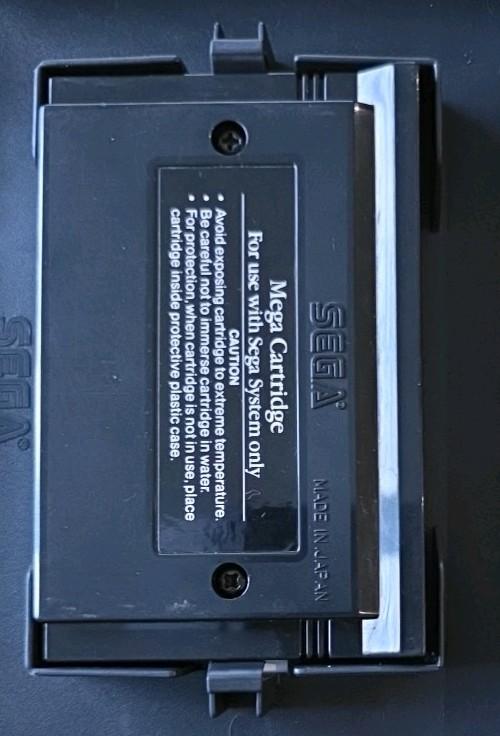 SEGA
MADE IN JAPAN
Mega Cartridge
For use with Sega System only
CAUTION
• Avoid exposing cartridge to extreme temperature.
• Be careful not to immerse cartridge in water.
• For protection, when cartridge is not in use, place
cartridge inside protective plastic case.
SEGA